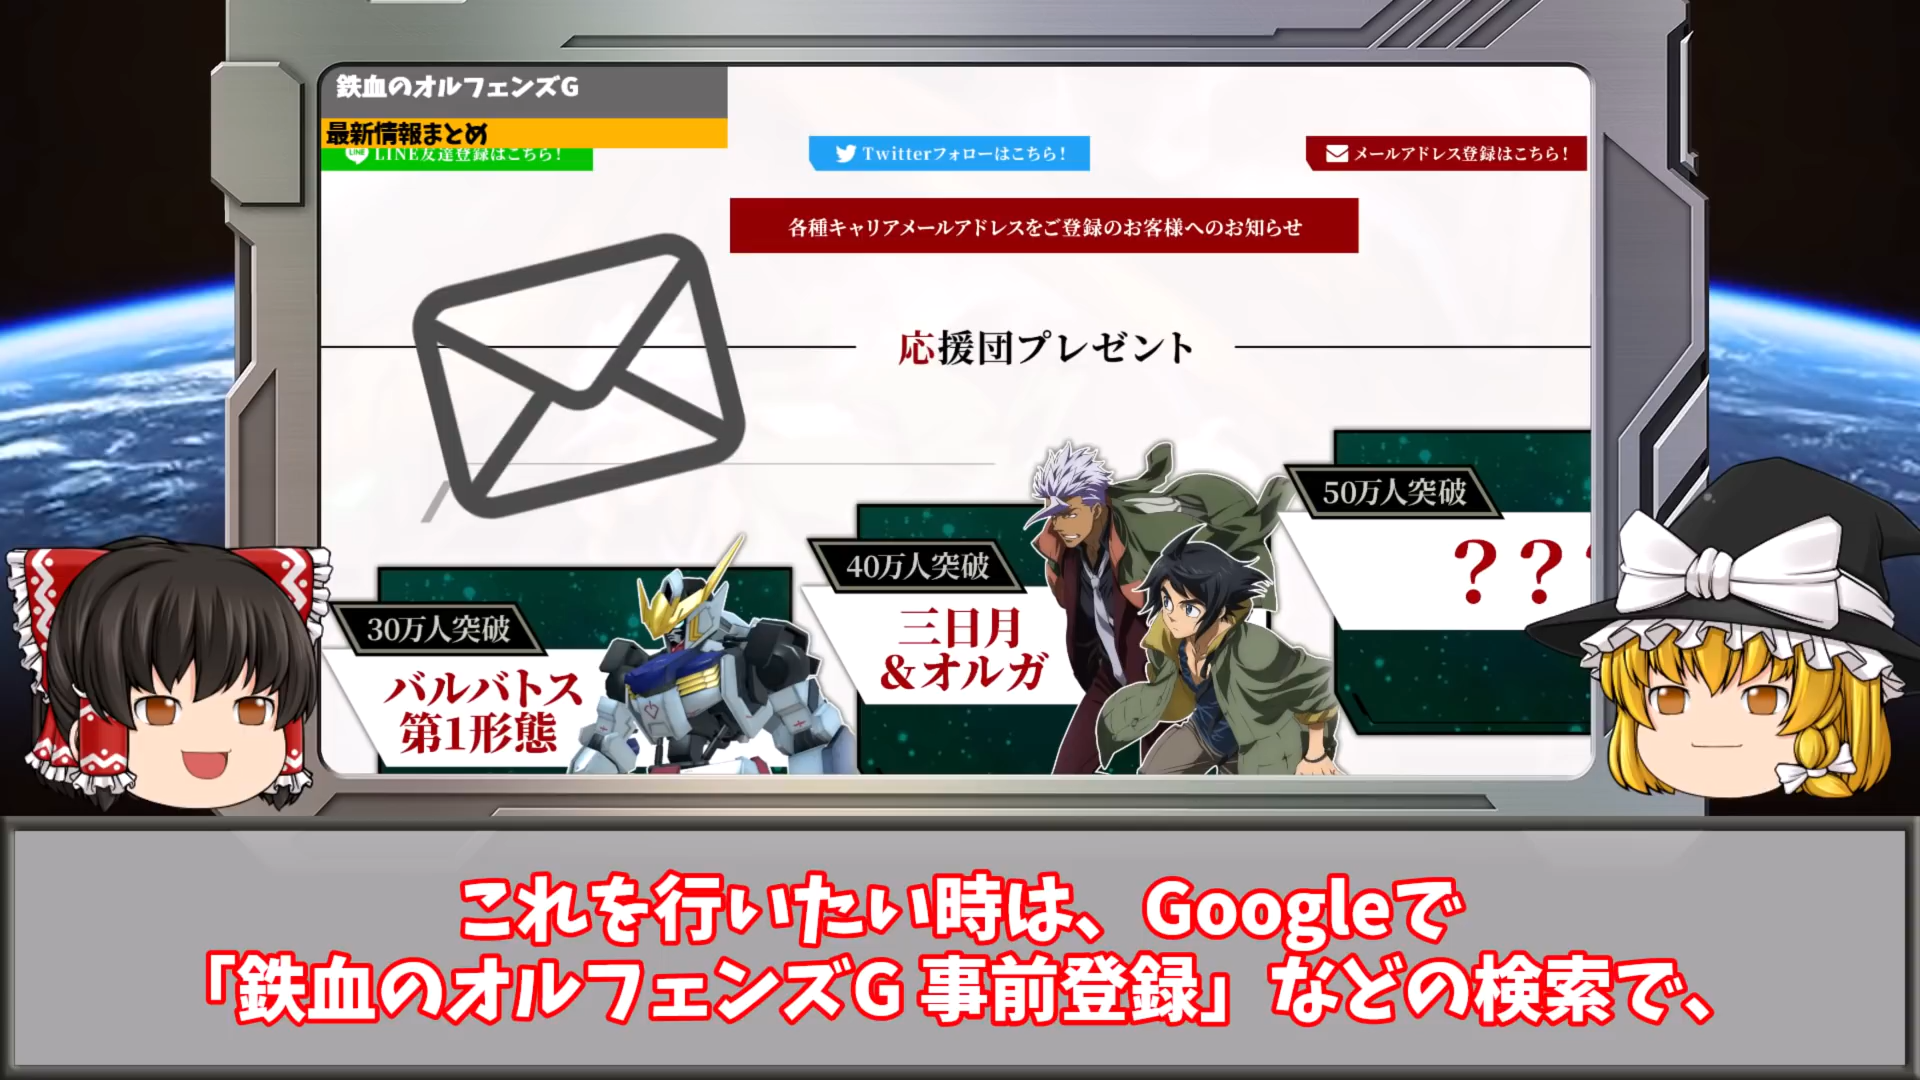 鉄血のオルフェンズG
最新情報まとめ
LINE友達登録はこちら!
Twitterフォローはこちら!
メールアドレス登録はこちら!
各種キャリアメールアドレスをご登録のお客様へのお知らせ
応援団プレゼント
50万人突破
??
40万人突破
三日月
&オルガ
30万人突破
バルバトス
第1形態
これを行いたい時は、Googleで
「鉄血のオルフェンズG 事前登録」などの検索で、